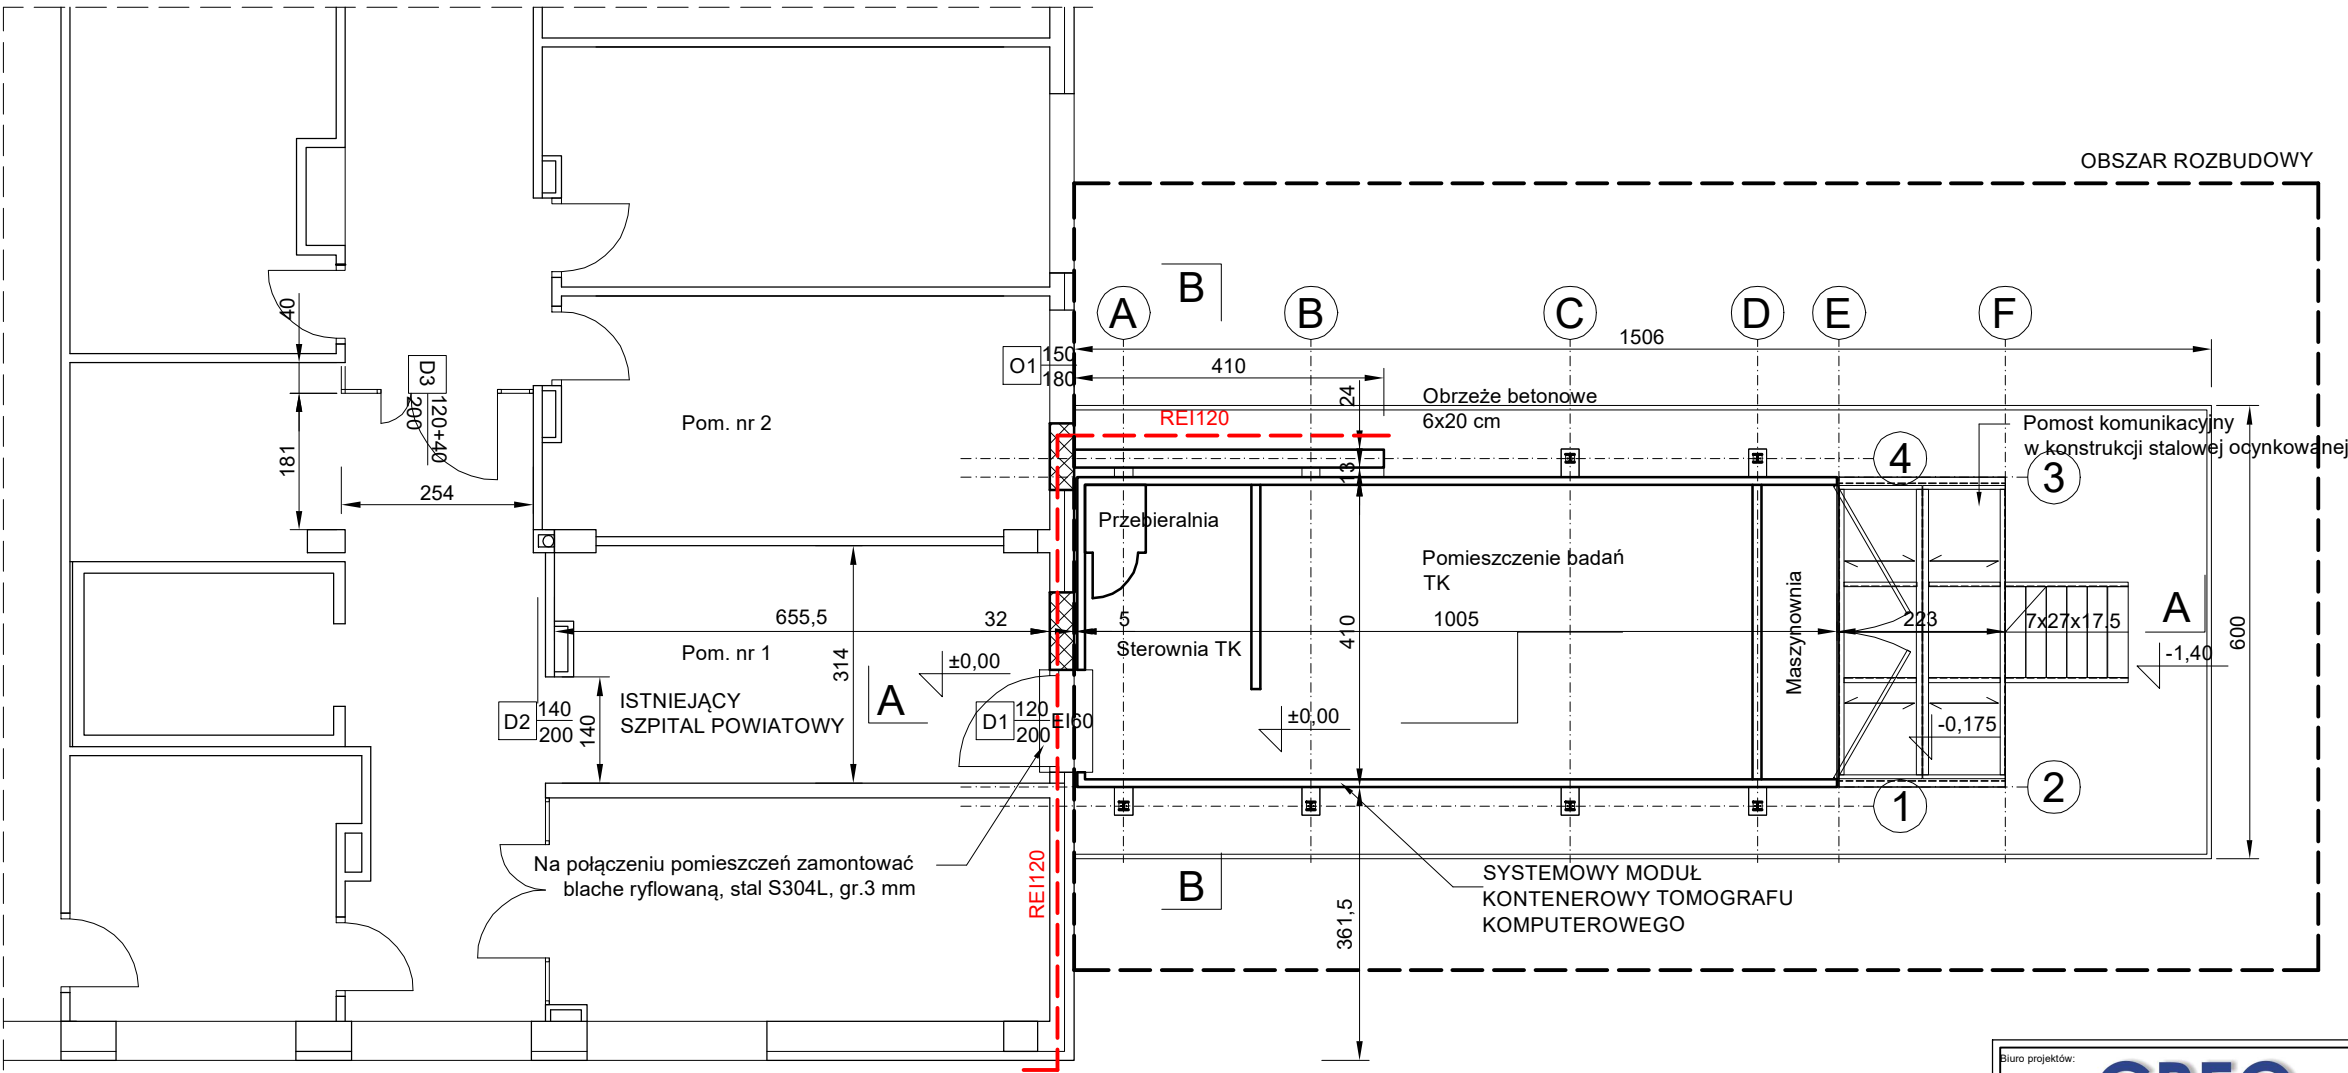 OBSZAR ROZBUDOWY
B
A
B
C
D
E
F
1506
40
D3
120+40
200
O1
150
180
410
24
Obrzeże betonowe
6x20 cm
REI120
Pomost komunikacyjny
w konstrukcji stalowej ocynkowanej
Pom. nr 2
4
3
181
254
13
Przebieralnia
Pomieszczenie badań
TK
Maszynownia
655,5
32
5
410
1005
223
7x27x17.5
A
600
Pom. nr 1
314
±0,00
Sterownia TK
-1,40
ISTNIEJĄCY
SZPITAL POWIATOWY
A
D2
140
200
140
D1
120
200
EI60
±0,00
-0,175
2
1
Na połączeniu pomieszczeń zamontować
blache ryflowaną, stal S304L, gr.3 mm
REI120
B
361,5
SYSTEMOWY MODUŁ
KONTENEROWY TOMOGRAFU
KOMPUTEROWEGO
Biuro projektów: